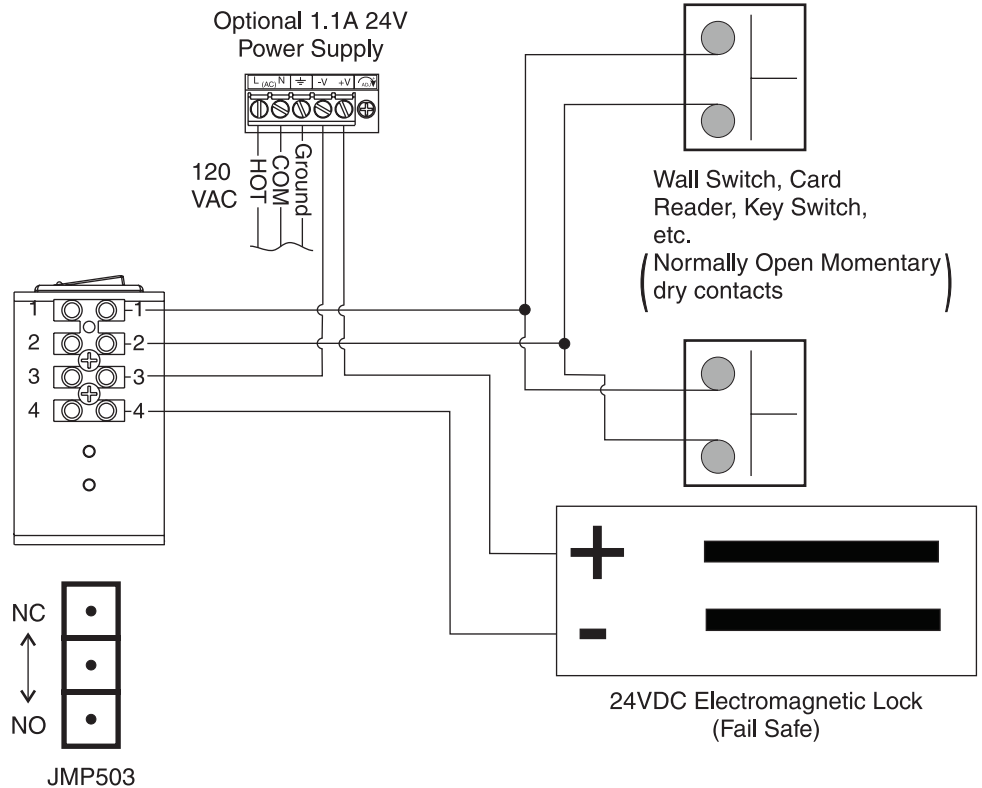 Optional 1.1A 24V
Power Supply
L (AC) N -V +V ADJ
120
VAC
HOT
COM
Ground
Wall Switch, Card
Reader, Key Switch,
etc.
(Normally Open Momentary
dry contacts)
1 1
2 2
3 3
4 4
+
-
24VDC Electromagnetic Lock
(Fail Safe)
NC
NO
JMP503